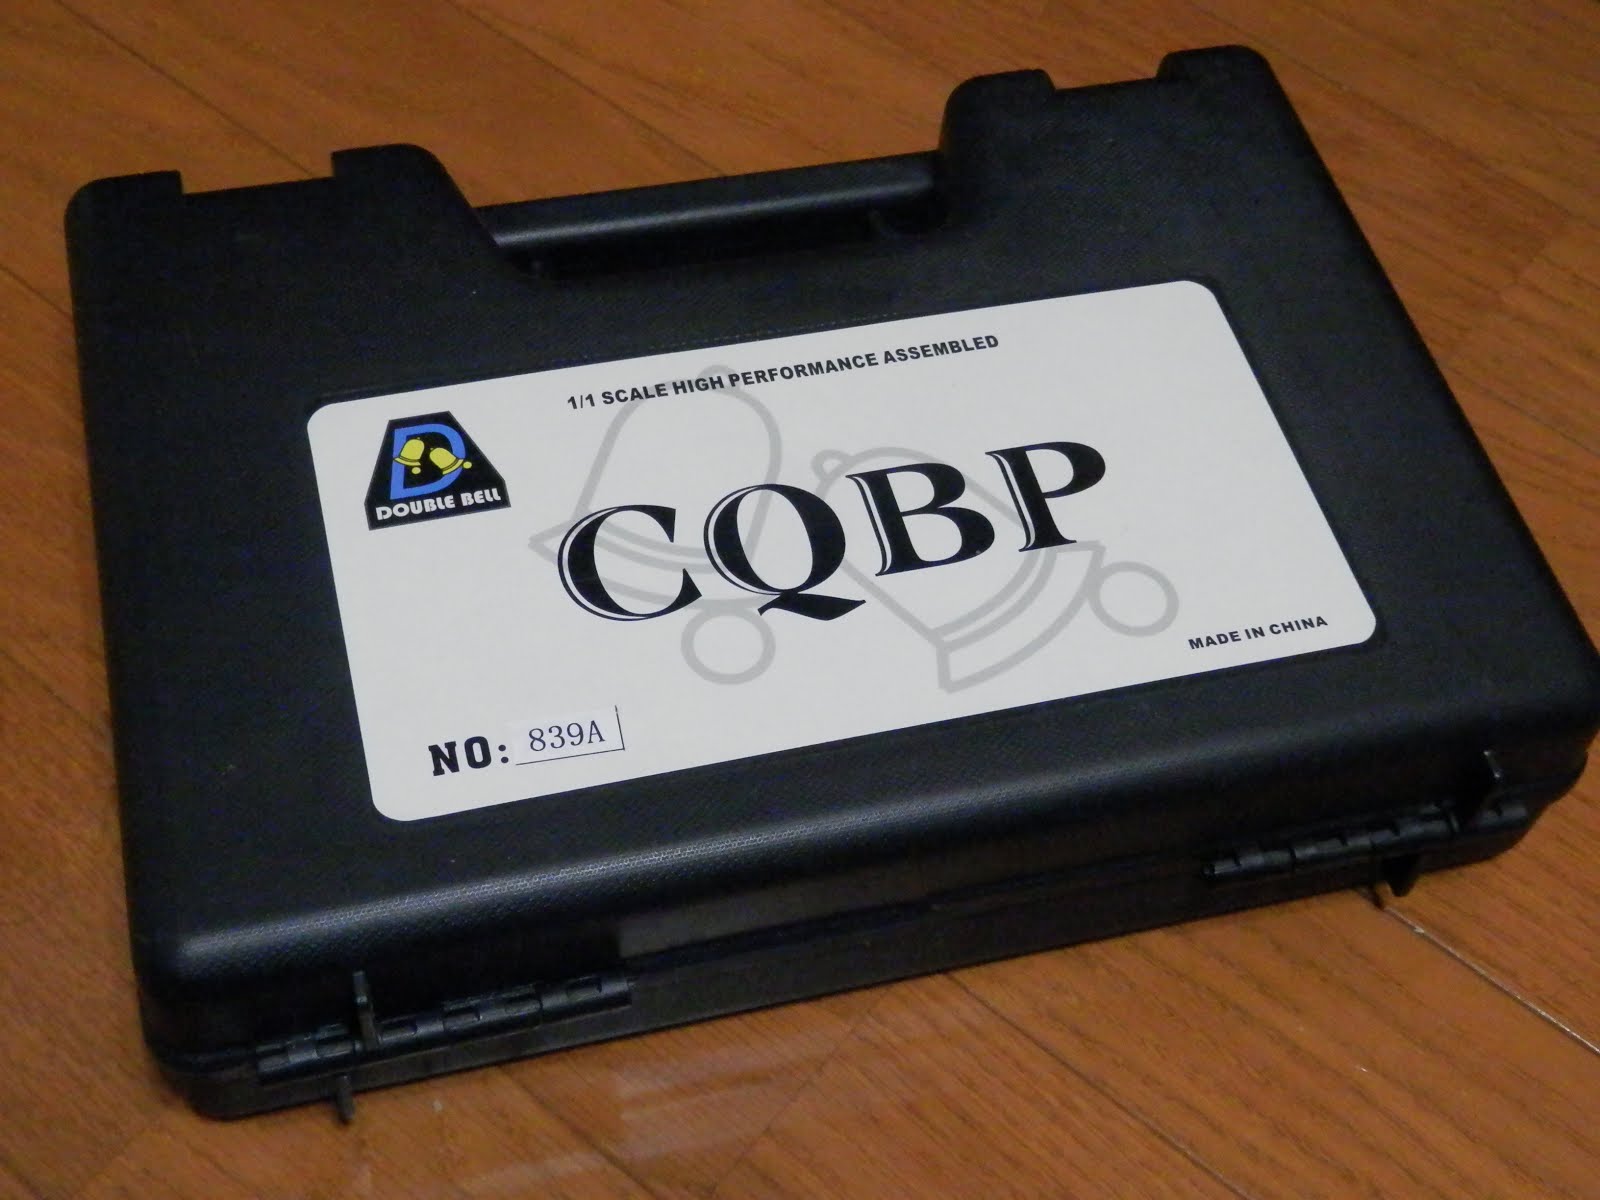 1/1 SCALE HIGH PERFORMANCE ASSEMBLED
DOUBLE BELL
CQBP
MADE IN CHINA
NO: 839A